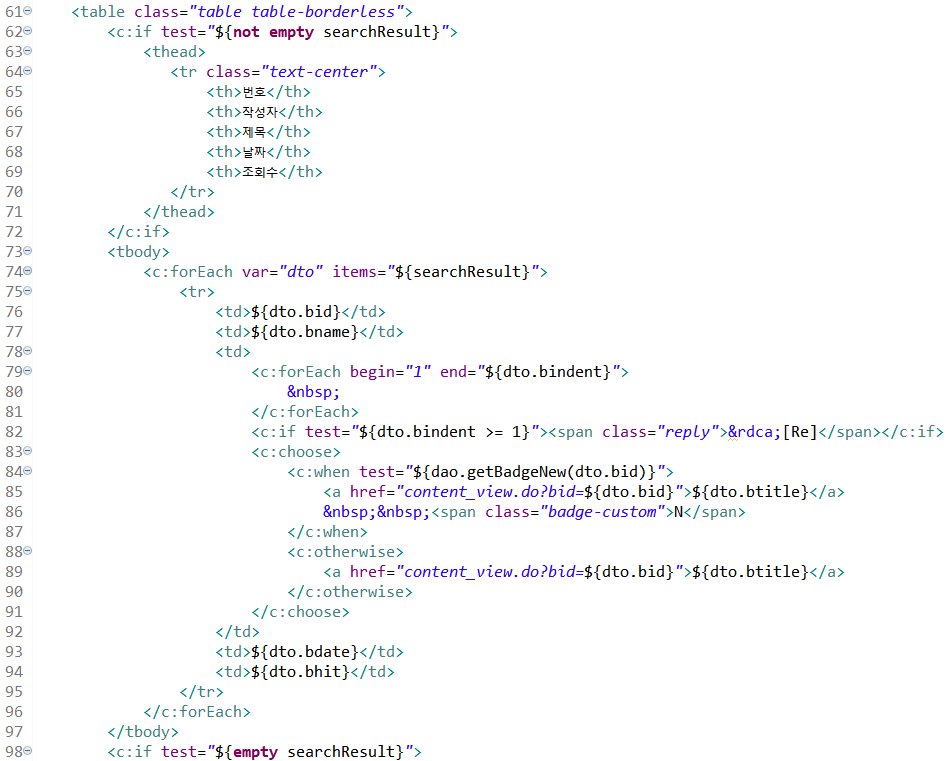 61 <table class="table table-borderless">
62 <c:if test="${not empty searchResult}">
63 <thead>
64 <tr class="text-center">
65 <th>번호</th>
66 <th>작성자</th>
67 <th>제목</th>
68 <th>날짜</th>
69 <th>조회수</th>
70 </tr>
71 </thead>
72 </c:if>
73 <tbody>
74 <c:forEach var="dto" items="${searchResult}">
75 <tr>
76 <td>${dto.bid}</td>
77 <td>${dto.bname}</td>
78 <td>
79 <c:forEach begin="1" end="${dto.bindent}">
80 &nbsp;
81 </c:forEach>
82 <c:if test="${dto.bindent >= 1}"><span class="reply">&rdca;[Re]</span></c:if>
83 <c:choose>
84 <c:when test="${dao.getBadgeNew(dto.bid)}">
85 <a href="content_view.do?bid=${dto.bid}">${dto.btitle}</a>
86 &nbsp;&nbsp;<span class="badge-custom">N</span>
87 </c:when>
88 <c:otherwise>
89 <a href="content_view.do?bid=${dto.bid}">${dto.btitle}</a>
90 </c:otherwise>
91 </c:choose>
92 </td>
93 <td>${dto.bdate}</td>
94 <td>${dto.bhit}</td>
95 </tr>
96 </c:forEach>
97 </tbody>
98 <c:if test="${empty searchResult}">